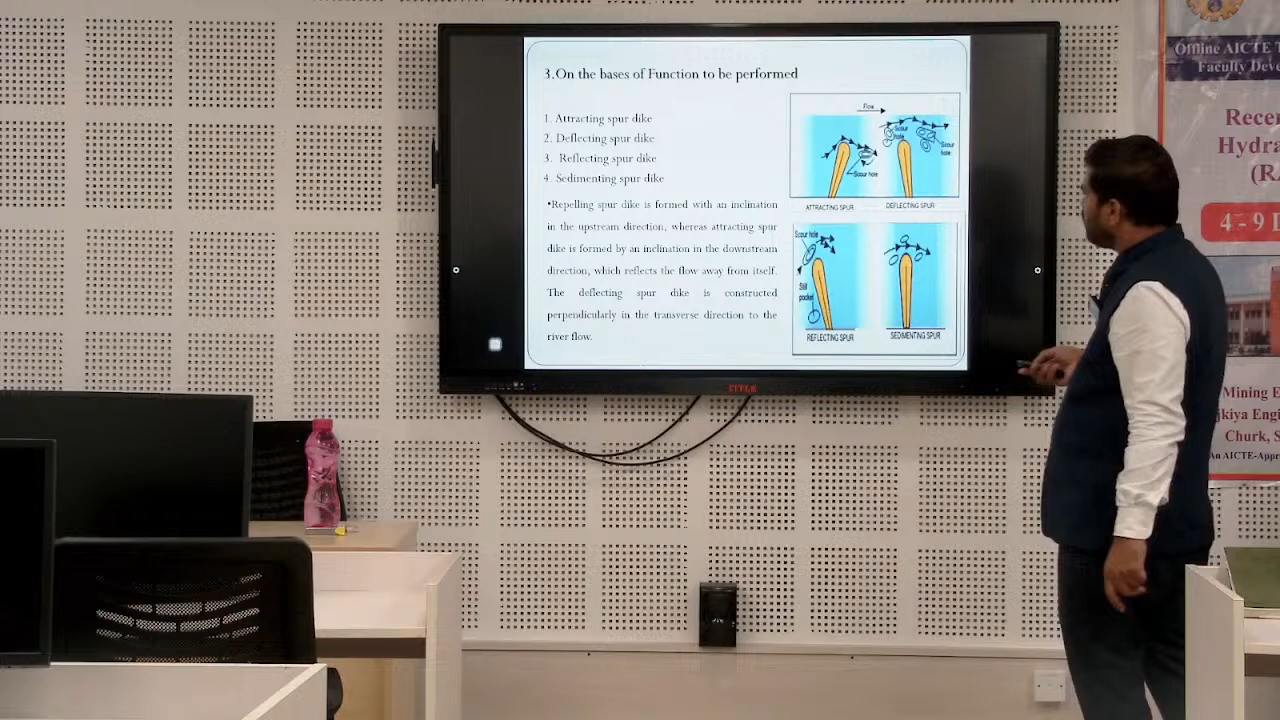 3.On the bases of Function to be performed
1. Attracting spur dike
2. Deflecting spur dike
3. Reflecting spur dike
4. Sedimenting spur dike
•Repelling spur dike is formed with an inclination
in the upstream direction, whereas attracting spur
dike is formed by an inclination in the downstream
direction, which reflects the flow away from itself.
The deflecting spur dike is constructed
perpendicularly in the transverse direction to the
river flow.
Flow
Scour hole
Scour
hole
Scour
hole
ATTRACTING SPUR
DEFLECTING SPUR
Scour hole
Still
pocket
REFLECTING SPUR
SEDIMENTING SPUR
TITLE
Offline AICTE T
Faculty Deve
Recen
Hydra
(RA
4 - 9 D
Mining E
jkiya Engi
Churk, S
An AICTE-Appr